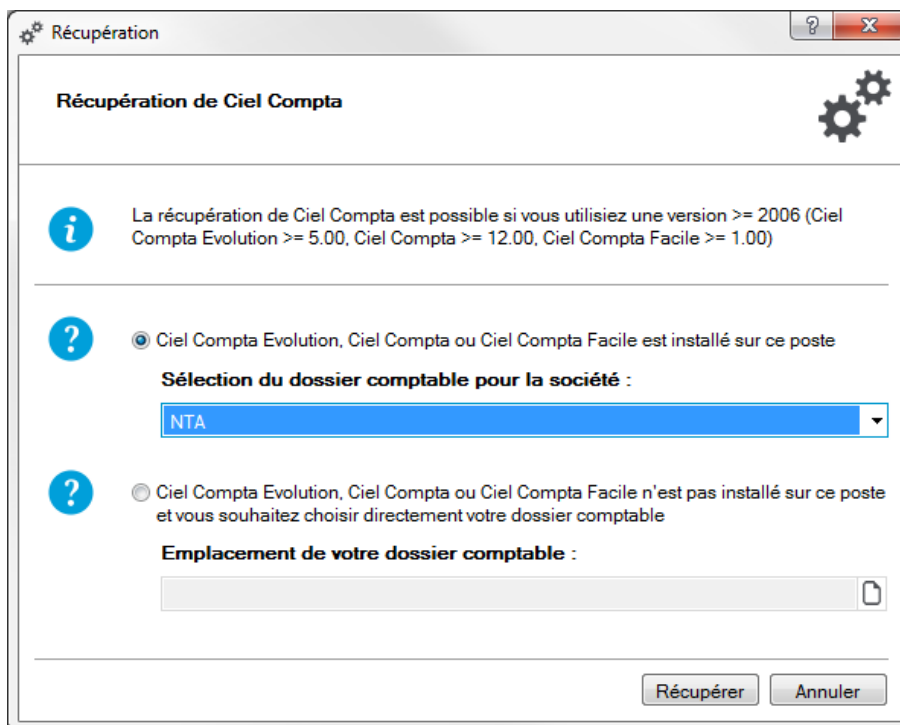 Récupération
Récupération de Ciel Compta
La récupération de Ciel Compta est possible si vous utilisiez une version >= 2006 (Ciel
Compta Evolution >= 5.00, Ciel Compta >= 12.00, Ciel Compta Facile >= 1.00)
Ciel Compta Evolution, Ciel Compta ou Ciel Compta Facile est installé sur ce poste
Sélection du dossier comptable pour la société :
NTA
Ciel Compta Evolution, Ciel Compta ou Ciel Compta Facile n'est pas installé sur ce poste
et vous souhaitez choisir directement votre dossier comptable
Emplacement de votre dossier comptable :
Récupérer Annuler